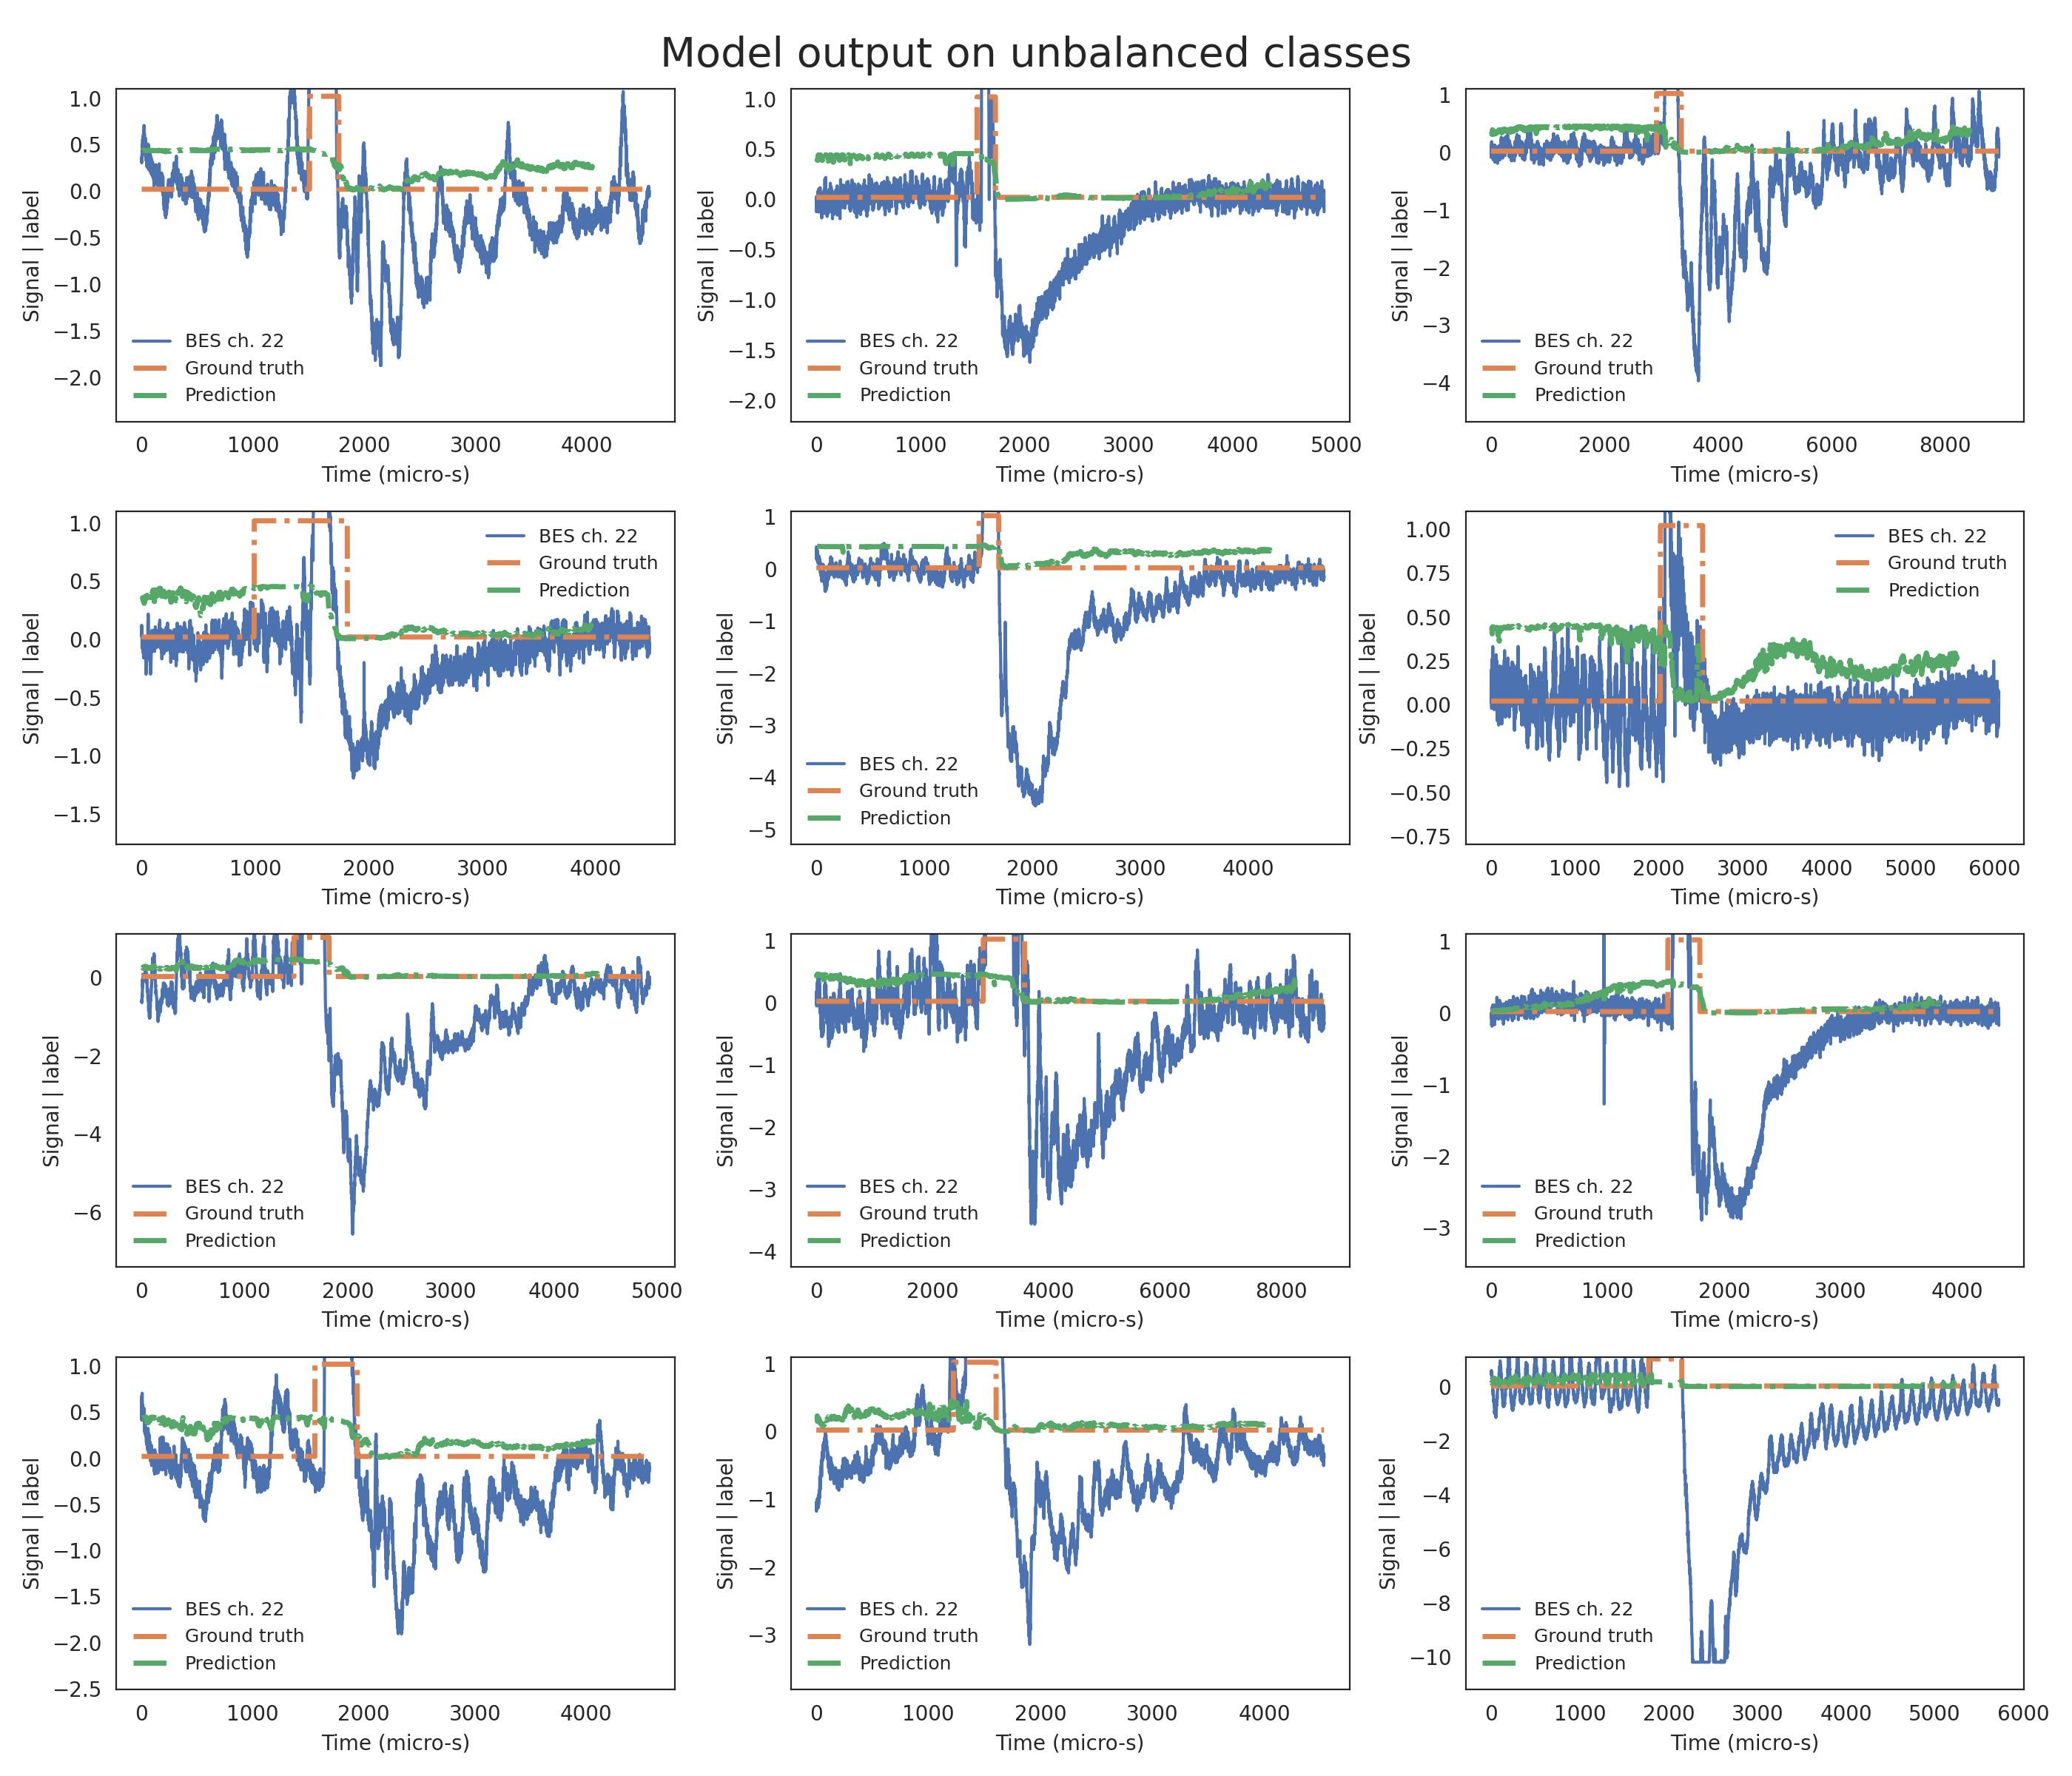 Model output on unbalanced classes
1.0
0.5
0.0
−0.5
−1.0
−1.5
−2.0
Signal | label
BES ch. 22
Ground truth
Prediction
0 1000 2000 3000 4000
Time (micro-s)
1.0
0.5
0.0
−0.5
−1.0
−1.5
−2.0
Signal | label
BES ch. 22
Ground truth
Prediction
0 1000 2000 3000 4000 5000
Time (micro-s)
1
0
−1
−2
−3
−4
Signal | label
BES ch. 22
Ground truth
Prediction
0 2000 4000 6000 8000
Time (micro-s)
1.0
0.5
0.0
−0.5
−1.0
−1.5
Signal | label
BES ch. 22
Ground truth
Prediction
0 1000 2000 3000 4000
Time (micro-s)
1
0
−1
−2
−3
−4
−5
Signal | label
BES ch. 22
Ground truth
Prediction
0 1000 2000 3000 4000
Time (micro-s)
1.00
0.75
0.50
0.25
0.00
−0.25
−0.50
−0.75
Signal | label
BES ch. 22
Ground truth
Prediction
0 1000 2000 3000 4000 5000 6000
Time (micro-s)
0
−2
−4
−6
Signal | label
BES ch. 22
Ground truth
Prediction
0 1000 2000 3000 4000 5000
Time (micro-s)
1
0
−1
−2
−3
−4
Signal | label
BES ch. 22
Ground truth
Prediction
0 2000 4000 6000 8000
Time (micro-s)
1
0
−1
−2
−3
Signal | label
BES ch. 22
Ground truth
Prediction
0 1000 2000 3000 4000
Time (micro-s)
1.0
0.5
0.0
−0.5
−1.0
−1.5
−2.0
−2.5
Signal | label
BES ch. 22
Ground truth
Prediction
0 1000 2000 3000 4000
Time (micro-s)
1
0
−1
−2
−3
Signal | label
BES ch. 22
Ground truth
Prediction
0 1000 2000 3000 4000
Time (micro-s)
0
−2
−4
−6
−8
−10
Signal | label
BES ch. 22
Ground truth
Prediction
0 1000 2000 3000 4000 5000 6000
Time (micro-s)